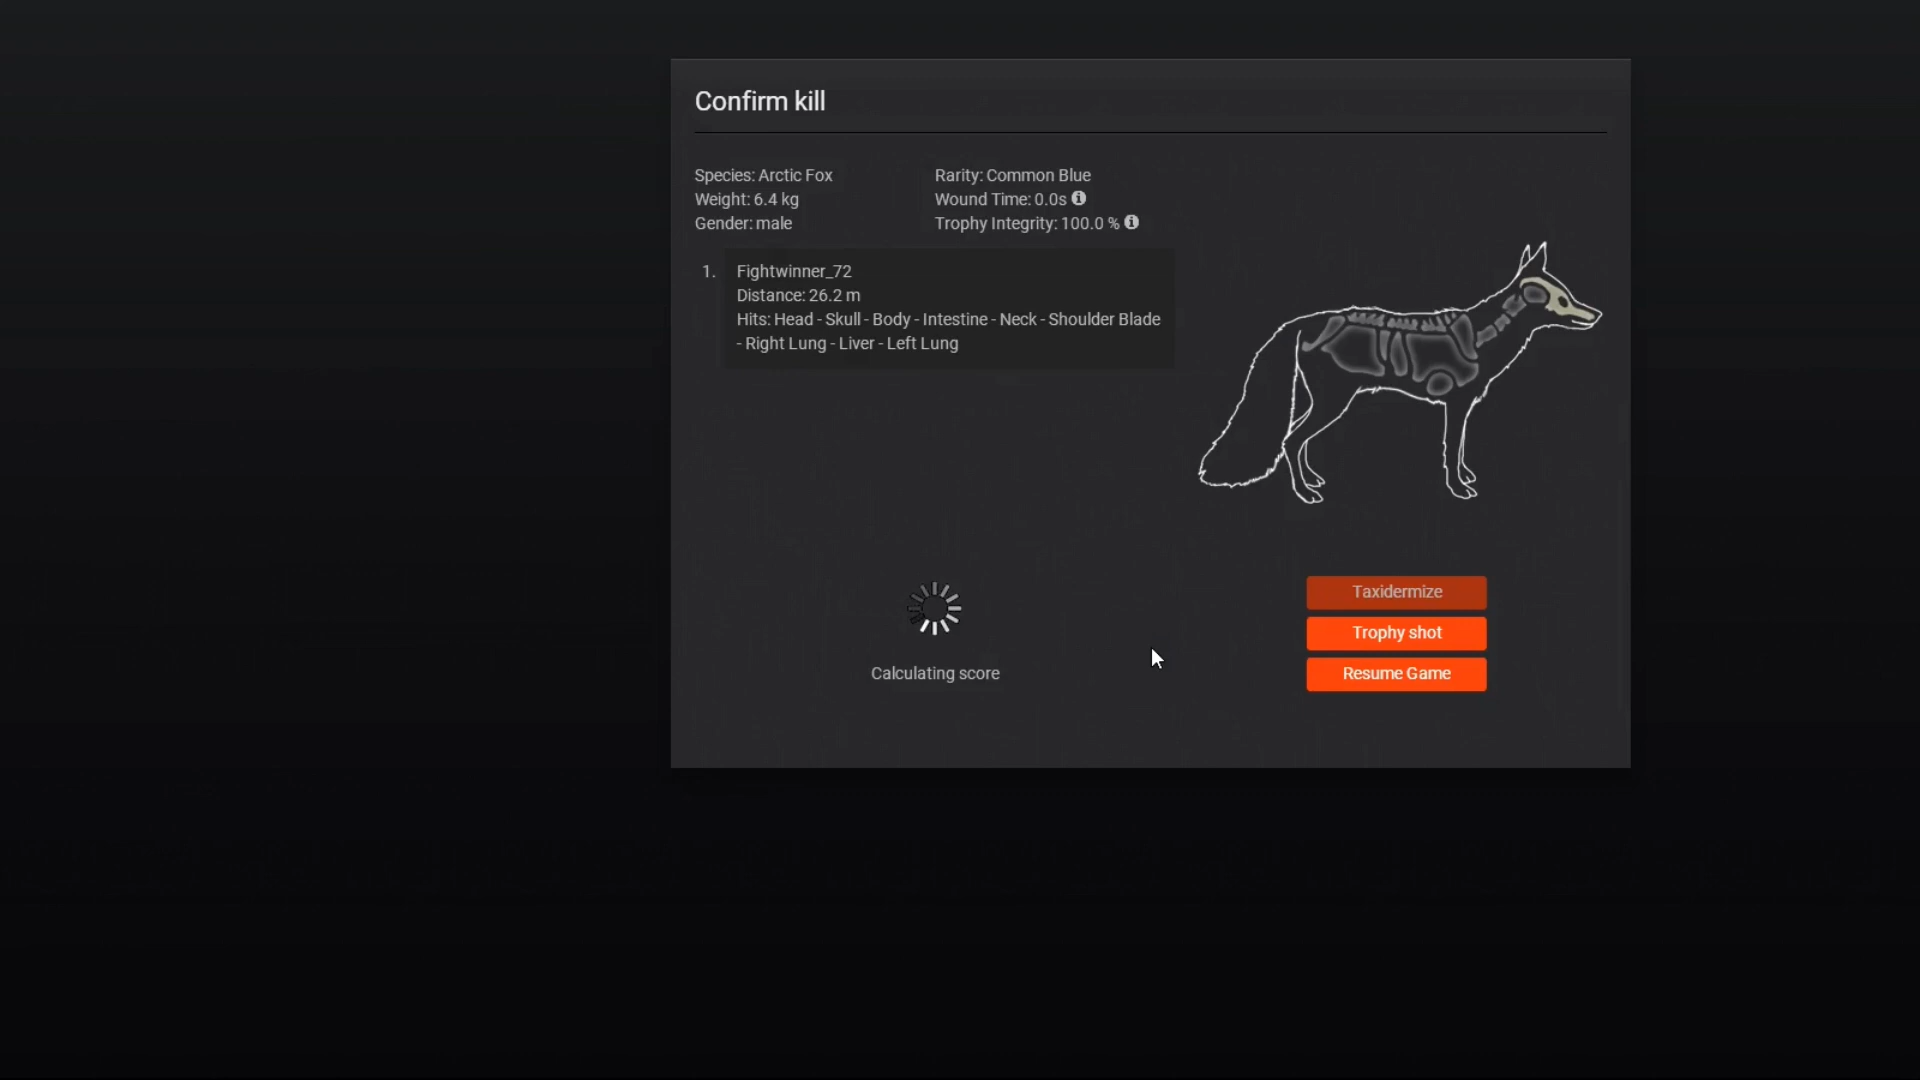 Confirm kill
Species: Arctic Fox
Weight: 6.4 kg
Gender: male
Rarity: Common Blue
Wound Time: 0.0s
Trophy Integrity: 100.0 %
1. Fightwinner_72
Distance: 26.2 m
Hits: Head - Skull - Body - Intestine - Neck - Shoulder Blade
- Right Lung - Liver - Left Lung
Calculating score
Taxidermize
Trophy shot
Resume Game